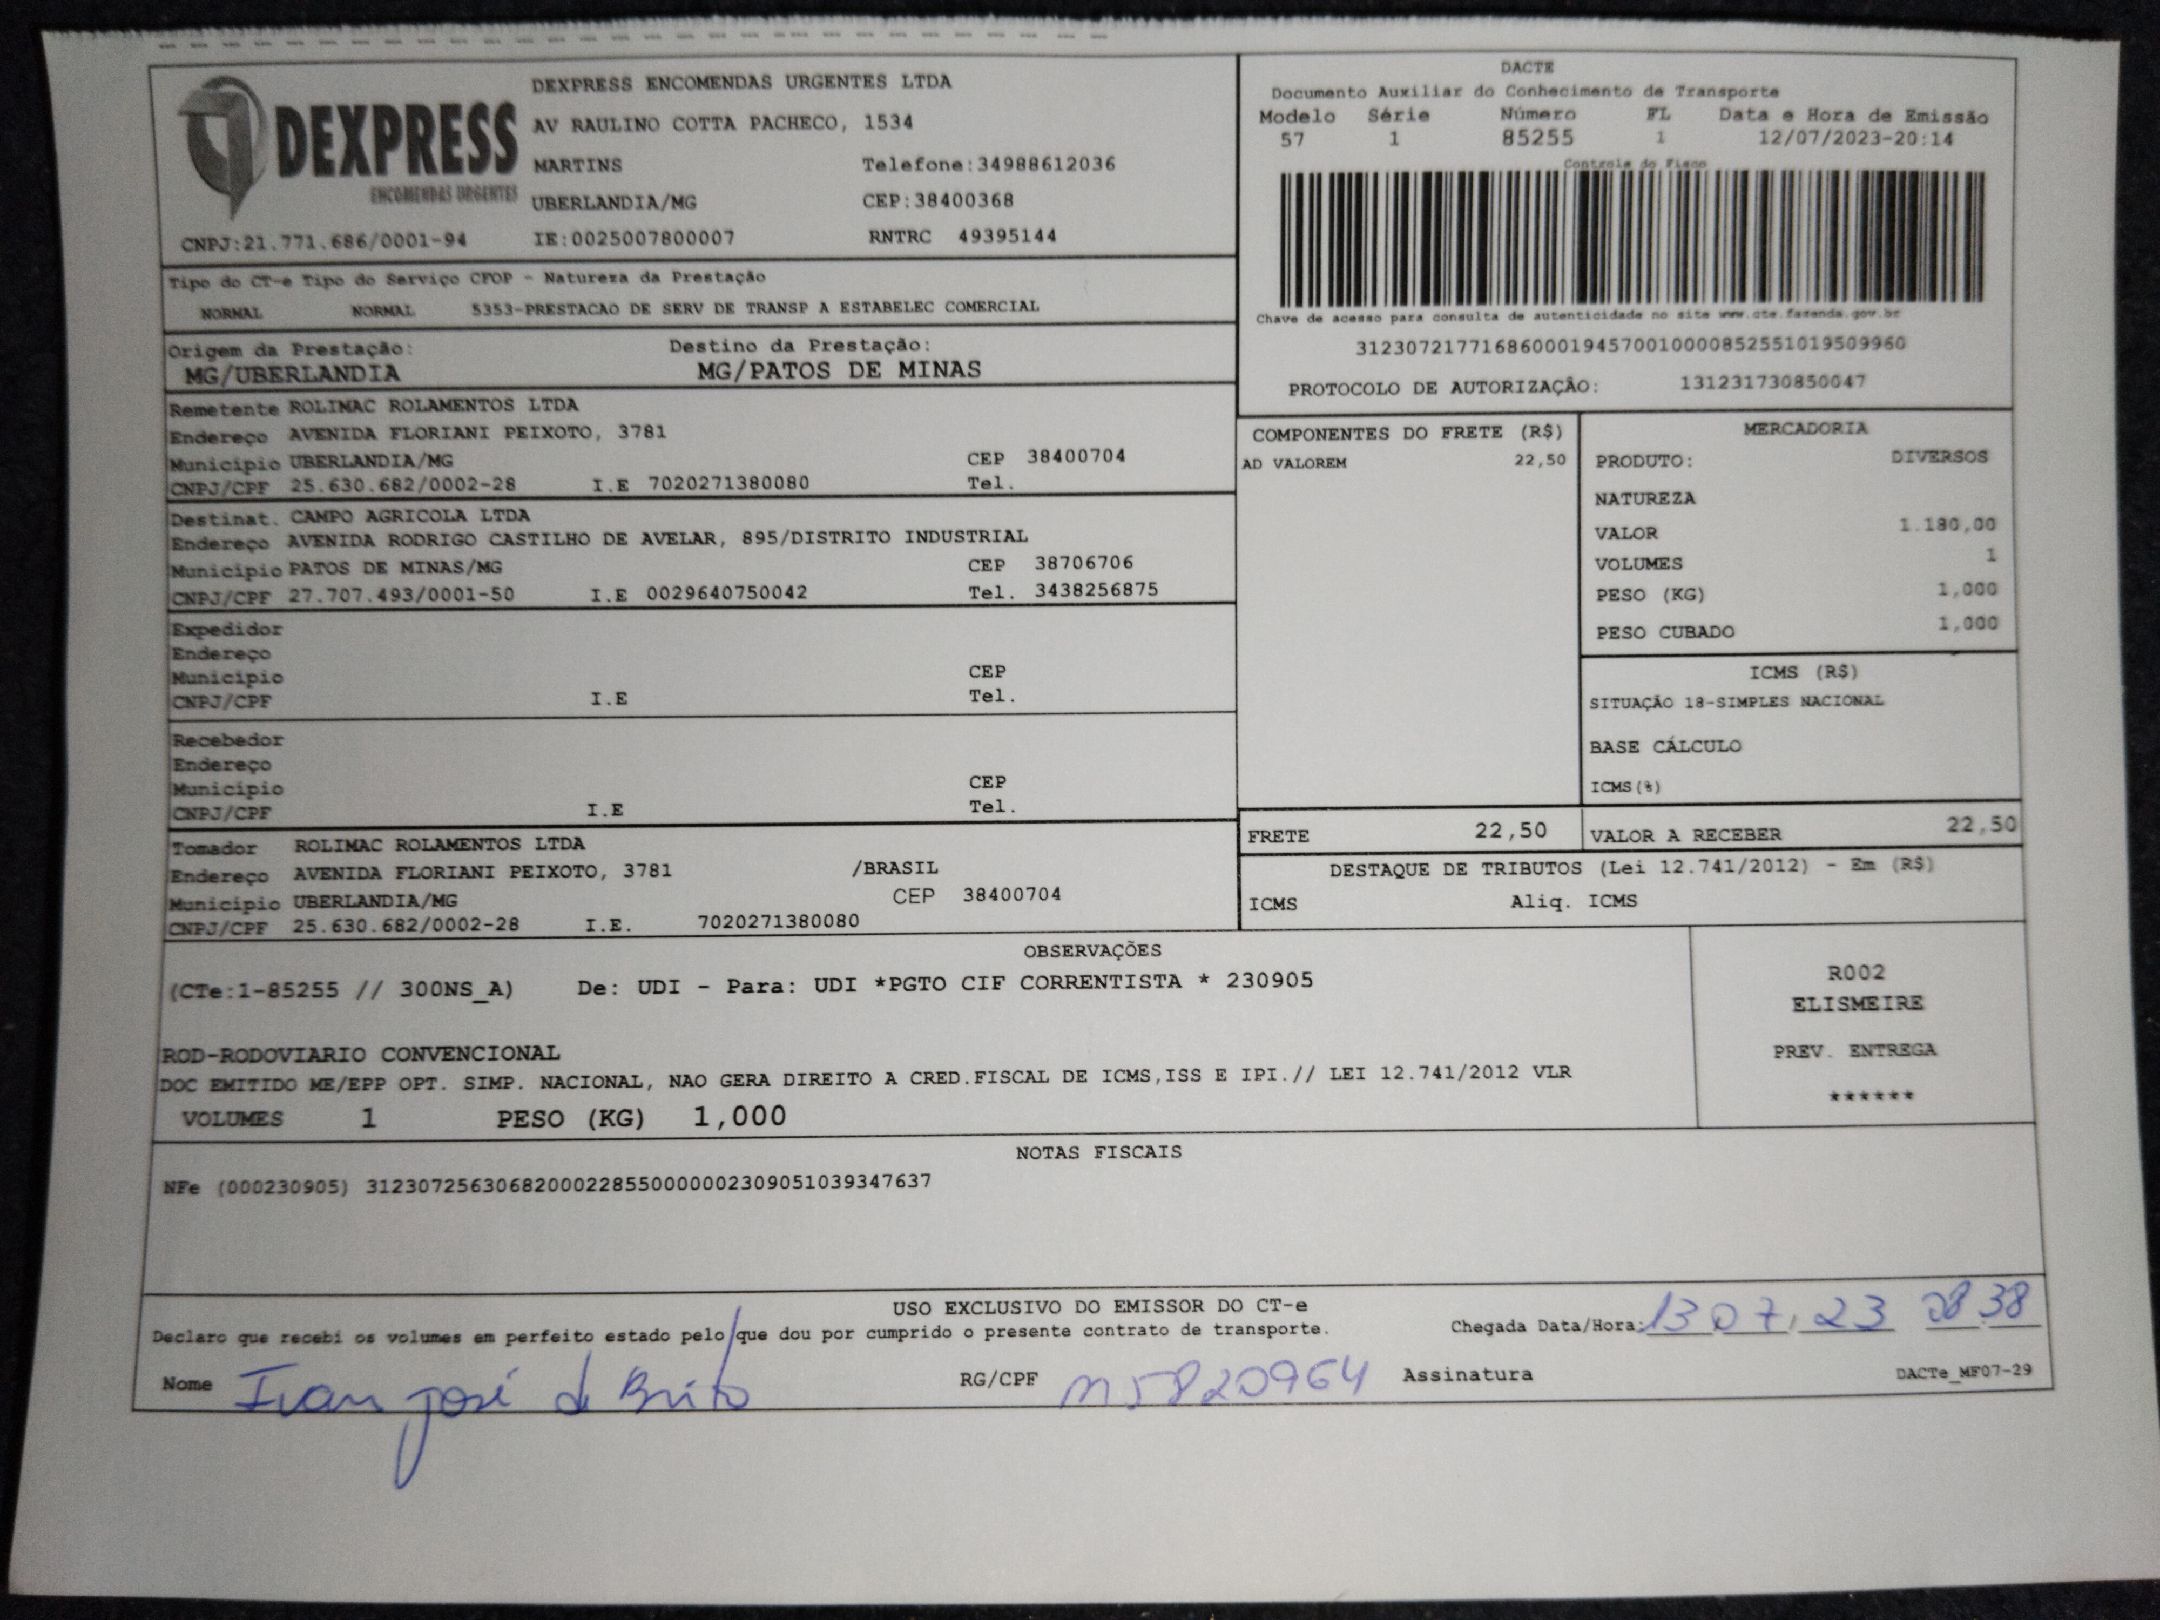 DEXPRESS
ENCOMENDAS URGENTES
DEXPRESS ENCOMENDAS URGENTES LTDA
AV RAULINO COTTA PACHECO, 1534
MARTINS Telefone:34988612036
UBERLANDIA/MG CEP:38400368
CNPJ:21.771.686/0001-94 IE:0025007800007 RNTRC 49395144
DACTE
Documento Auxiliar do Conhecimento de Transporte
Modelo Série Número FL Data e Hora de Emissão
57 1 85255 1 12/07/2023-20:14
Controle do Fisco
Chave de acesso para consulta de autenticidade no site www.cte.fazenda.gov.br
31230721771686000194570010000852551019509960
PROTOCOLO DE AUTORIZAÇÃO: 131231730850047
Tipo do CT-e Tipo do Serviço CFOP - Natureza da Prestação
NORMAL NORMAL 5353-PRESTACAO DE SERV DE TRANSP A ESTABELEC COMERCIAL
Origem da Prestação: Destino da Prestação:
MG/UBERLANDIA MG/PATOS DE MINAS
Remetente ROLIMAC ROLAMENTOS LTDA
Endereço AVENIDA FLORIANI PEIXOTO, 3781
Município UBERLANDIA/MG CEP 38400704
CNPJ/CPF 25.630.682/0002-28 I.E 7020271380080 Tel.
Destinat. CAMPO AGRICOLA LTDA
Endereço AVENIDA RODRIGO CASTILHO DE AVELAR, 895/DISTRITO INDUSTRIAL
Município PATOS DE MINAS/MG CEP 38706706
CNPJ/CPF 27.707.493/0001-50 I.E 0029640750042 Tel. 3438256875
Expedidor
Endereço
Município CEP
CNPJ/CPF I.E Tel.
Recebedor
Endereço
Município CEP
CNPJ/CPF I.E Tel.
Tomador ROLIMAC ROLAMENTOS LTDA
Endereço AVENIDA FLORIANI PEIXOTO, 3781 /BRASIL
Município UBERLANDIA/MG CEP 38400704
CNPJ/CPF 25.630.682/0002-28 I.E. 7020271380080
COMPONENTES DO FRETE (R$)
AD VALOREM 22,50
MERCADORIA
PRODUTO: DIVERSOS
NATUREZA
VALOR 1.180,00
VOLUMES 1
PESO (KG) 1,000
PESO CUBADO 1,000
ICMS (R$)
SITUAÇÃO 18-SIMPLES NACIONAL
BASE CÁLCULO
ICMS(%)
FRETE 22,50 VALOR A RECEBER 22,50
DESTAQUE DE TRIBUTOS (Lei 12.741/2012) - Em (R$)
ICMS Aliq. ICMS
OBSERVAÇÕES
(CTe:1-85255 // 300NS_A) De: UDI - Para: UDI *PGTO CIF CORRENTISTA * 230905
ROD-RODOVIARIO CONVENCIONAL
DOC EMITIDO ME/EPP OPT. SIMP. NACIONAL, NAO GERA DIREITO A CRED.FISCAL DE ICMS,ISS E IPI.// LEI 12.741/2012 VLR
VOLUMES 1 PESO (KG) 1,000
R002
ELISMEIRE
PREV. ENTREGA
******
NOTAS FISCAIS
NFe (000230905) 31230725630682000228550000002309051039347637
USO EXCLUSIVO DO EMISSOR DO CT-e
Declaro que recebi os volumes em perfeito estado pelo que dou por cumprido o presente contrato de transporte. Chegada Data/Hora: 13 07, 23 08 38
Nome Ivan José de Brito RG/CPF M5820964 Assinatura DACTe_MF07-29